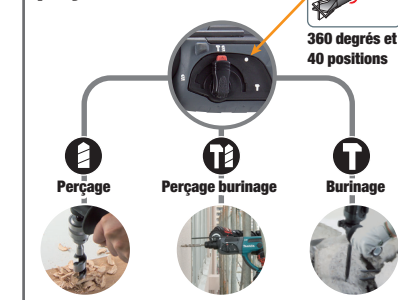 360 degrés et
40 positions
Perçage
Perçage burinage
Burinage